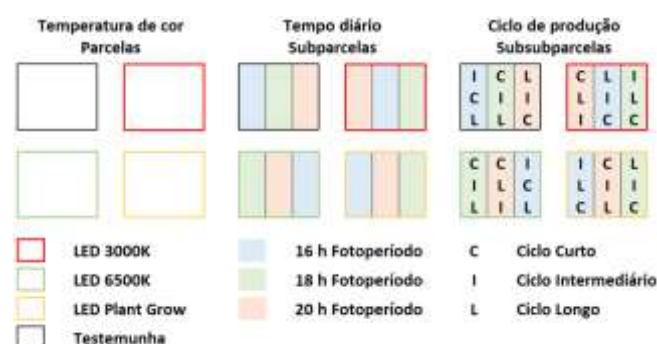 Temperatura de cor
Parcelas
Tempo diário
Subparcelas
Ciclo de produção
Subsubparcelas
I C L
C I I
L L C
C L I
L I L
I C C
C C I
I L C
L I L
I C L
L I I
C L C
LED 3000K
LED 6500K
LED Plant Grow
Testemunha
16 h Fotoperíodo
18 h Fotoperíodo
20 h Fotoperíodo
C Ciclo Curto
I Ciclo Intermediário
L Ciclo Longo